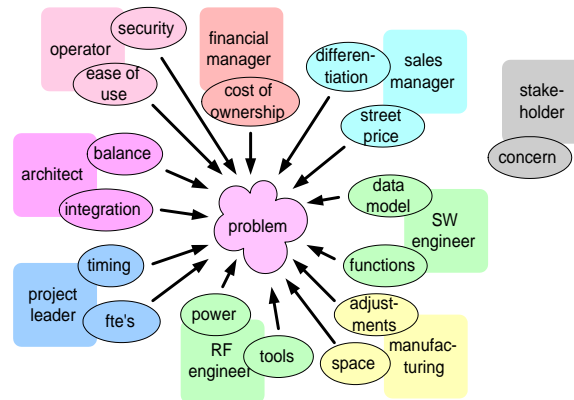 security
operator
ease of
use
financial
manager
cost of
ownership
differen-
tiation
sales
manager
street
price
stake-
holder
concern
balance
architect
integration
problem
data
model
SW
engineer
functions
timing
project
leader
fte's
power
RF
engineer
tools
adjust-
ments
space
manufac-
turing